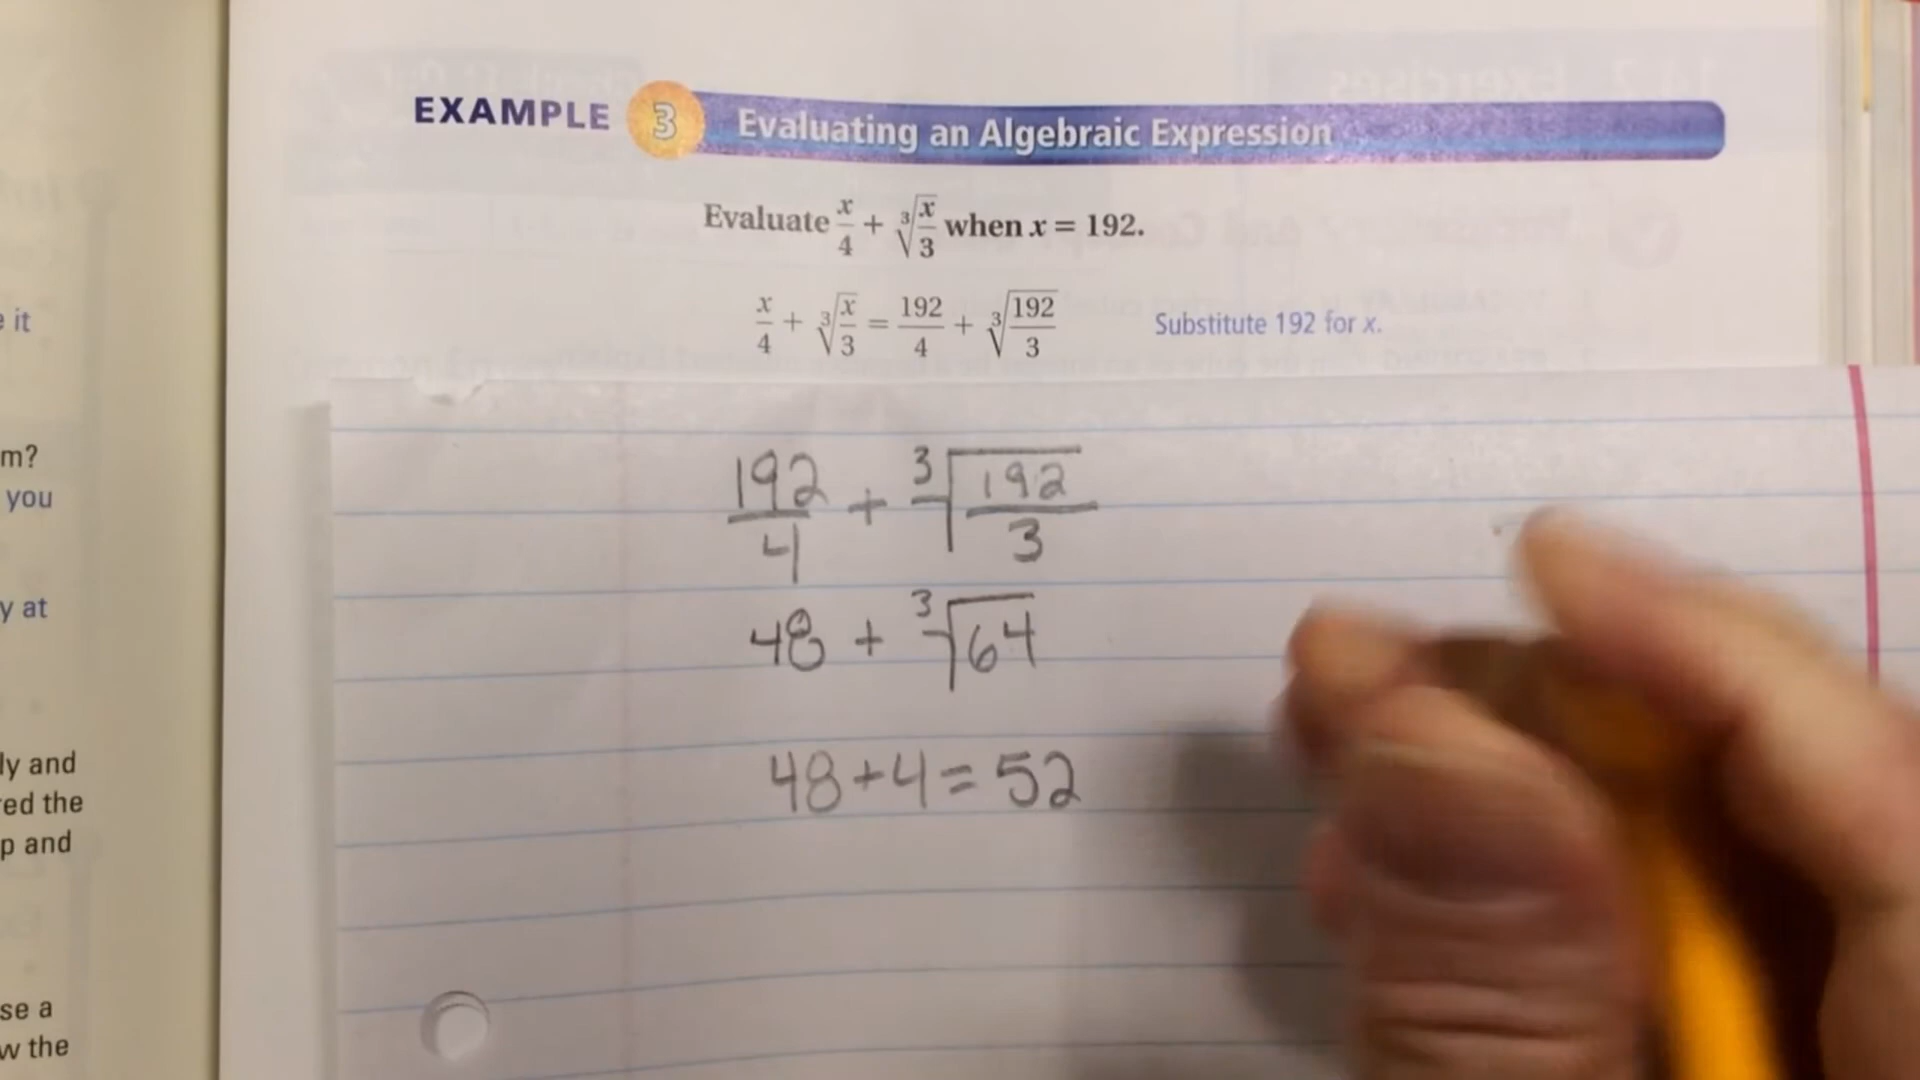 EXAMPLE 3 Evaluating an Algebraic Expression
Evaluate x/4 + ∛(x/3) when x = 192.
x/4 + ∛(x/3) = 192/4 + ∛(192/3) Substitute 192 for x.
192/4 + ∛(192/3)
48 + ∛64
48+4=52
it
m?
you
y at
ly and
red the
p and
se a
w the